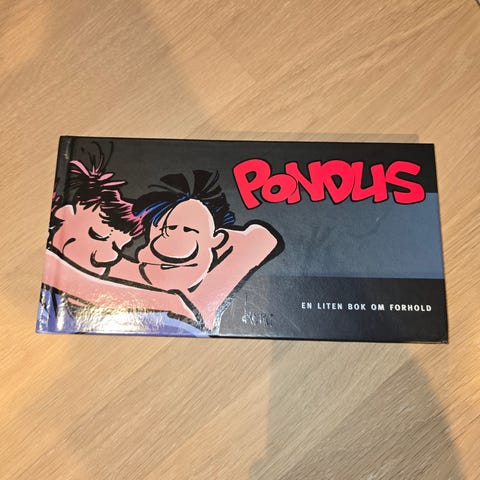 PONDUS
EN LITEN BOK OM FORHOLD